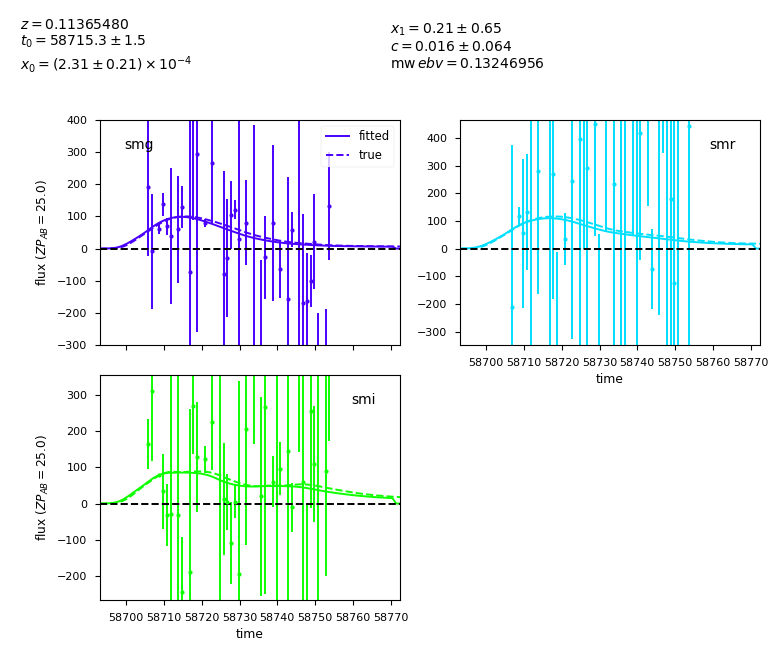 z = 0.11365480
t₀ = 58715.3 ± 1.5
x₀ = (2.31 ± 0.21) × 10⁻⁴
x₁ = 0.21 ± 0.65
c = 0.016 ± 0.064
mw ebv = 0.13246956
400
300
200
100
0
−100
−200
−300
flux (ZP_AB = 25.0)
smg
fitted
true
400
300
200
100
0
−100
−200
−300
smr
58700 58710 58720 58730 58740 58750 58760 58770
time
300
200
100
0
−100
−200
flux (ZP_AB = 25.0)
smi
58700 58710 58720 58730 58740 58750 58760 58770
time